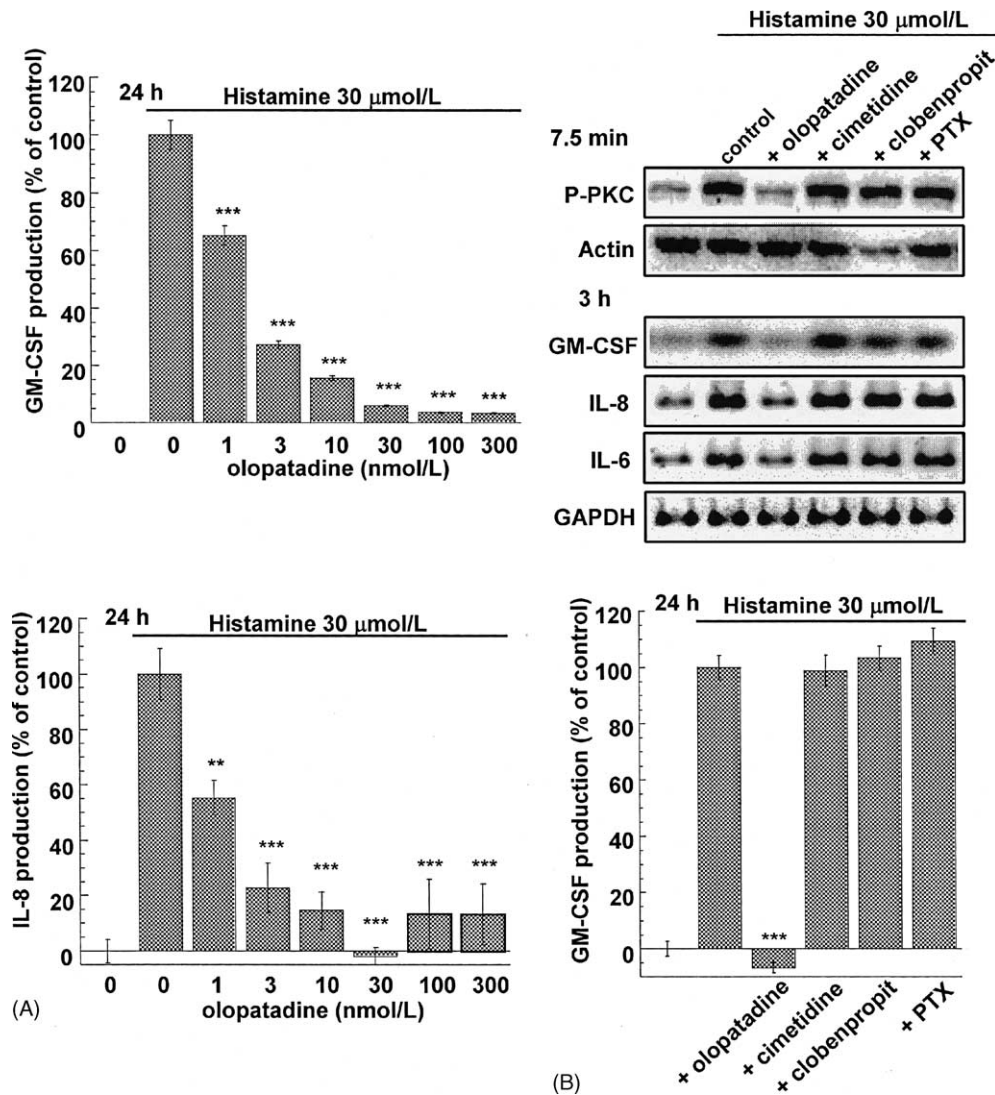 24 h
Histamine 30 μmol/L
GM-CSF production (% of control)
120
100
80
60
40
20
0
*** *** *** *** *** ***
0 0 1 3 10 30 100 300
olopatadine (nmol/L)
24 h
Histamine 30 μmol/L
IL-8 production (% of control)
120
100
80
60
40
20
0
** *** *** *** *** ***
0 0 1 3 10 30 100 300
olopatadine (nmol/L)
(A)
Histamine 30 μmol/L
control
+ olopatadine
+ cimetidine
+ clobenpropit
+ PTX
7.5 min
P-PKC
Actin
3 h
GM-CSF
IL-8
IL-6
GAPDH
24 h
Histamine 30 μmol/L
GM-CSF production (% of control)
120
100
80
60
40
20
0
***
+ olopatadine
+ cimetidine
+ clobenpropit
+ PTX
(B)